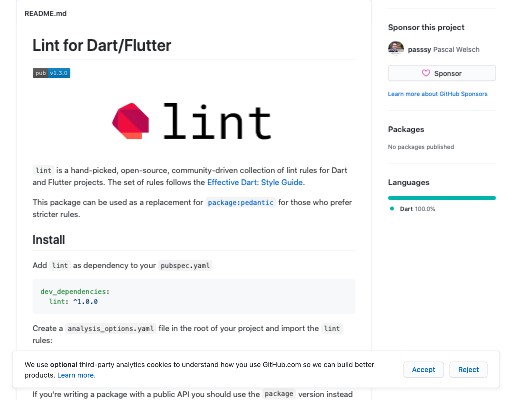 README.md
Lint for Dart/Flutter
pub v1.3.0
lint
lint is a hand-picked, open-source, community-driven collection of lint rules for Dart
and Flutter projects. The set of rules follows the Effective Dart: Style Guide.
This package can be used as a replacement for package:pedantic for those who prefer
stricter rules.
Install
Add lint as dependency to your pubspec.yaml
dev_dependencies:
lint: ^1.0.0
Create a analysis_options.yaml file in the root of your project and import the lint
rules:
If you're writing a package with a public API you should use the package version instead
Sponsor this project
passsy Pascal Welsch
Sponsor
Learn more about GitHub Sponsors
Packages
No packages published
Languages
Dart 100.0%
We use optional third-party analytics cookies to understand how you use GitHub.com so we can build better
products. Learn more.
Accept
Reject